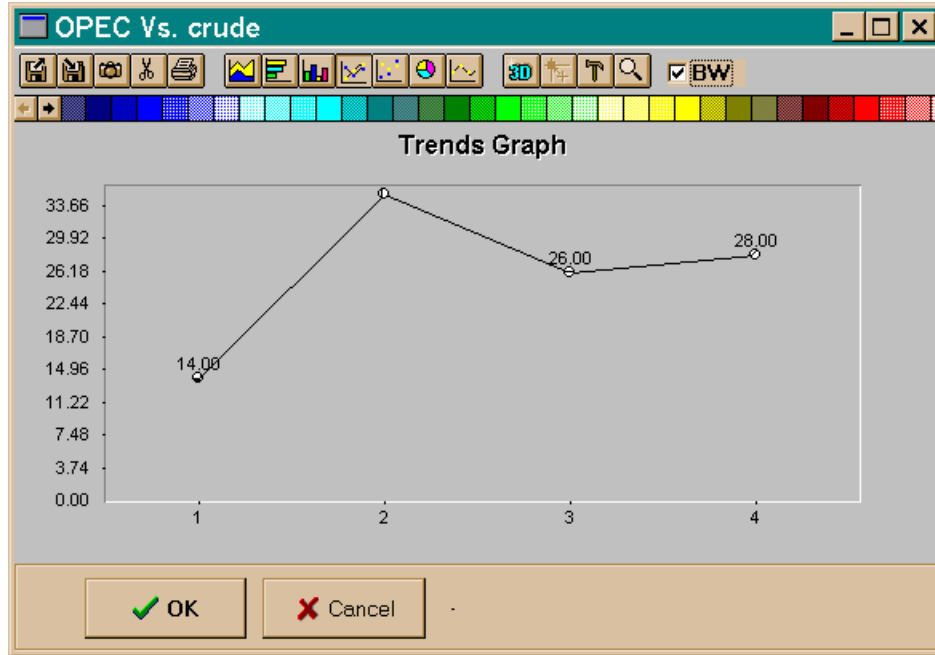 OPEC Vs. crude
3D
BW
Trends Graph
33.66
29.92
26.18
22.44
18.70
14.96
11.22
7.48
3.74
0.00
14.00
26.00
28.00
1 2 3 4
OK Cancel